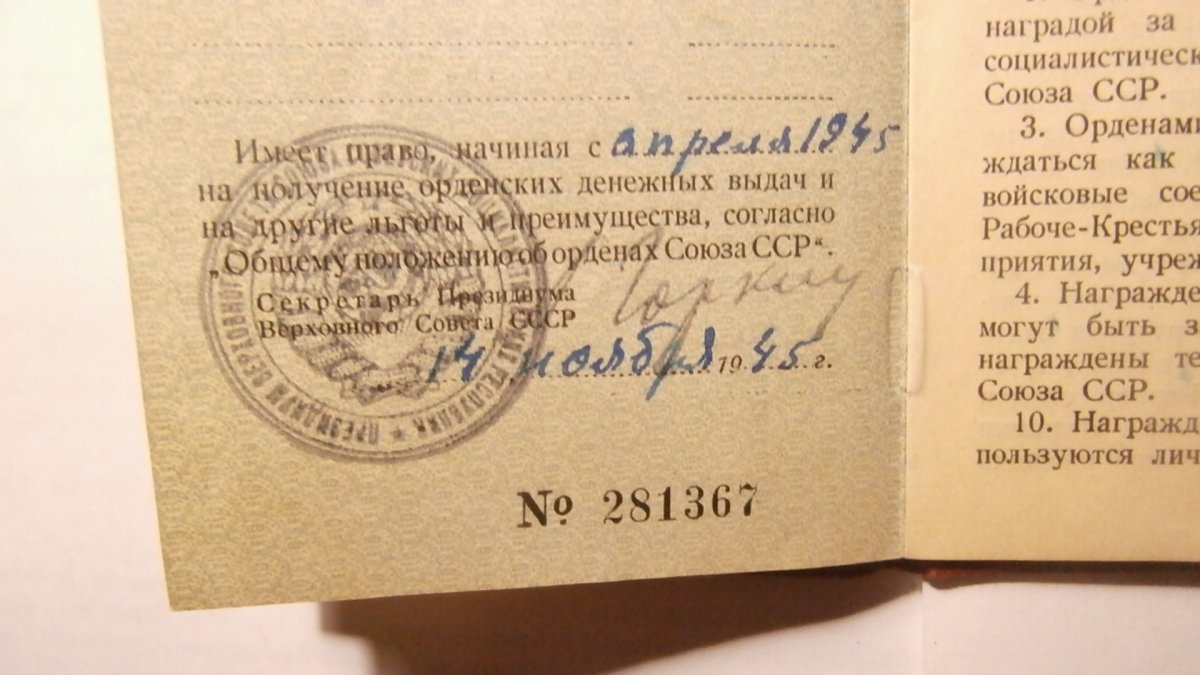 Имеет право, начиная с апреля 1945
на получение орденских денежных выдач и
на другие льготы и преимущества, согласно
„Общему положению об орденах Союза ССР“.
Секретарь Президиума
Верховного Совета СССР
14 ноября 1945 г.
№ 281367
наградой за
социалистическ
Союза ССР.
3. Орденами
ждаться как
войсковые сое
Рабоче-Крестья
приятия, учреж
4. Награжде
могут быть з
награждены те
Союза ССР.
10. Награжд
пользуются лич